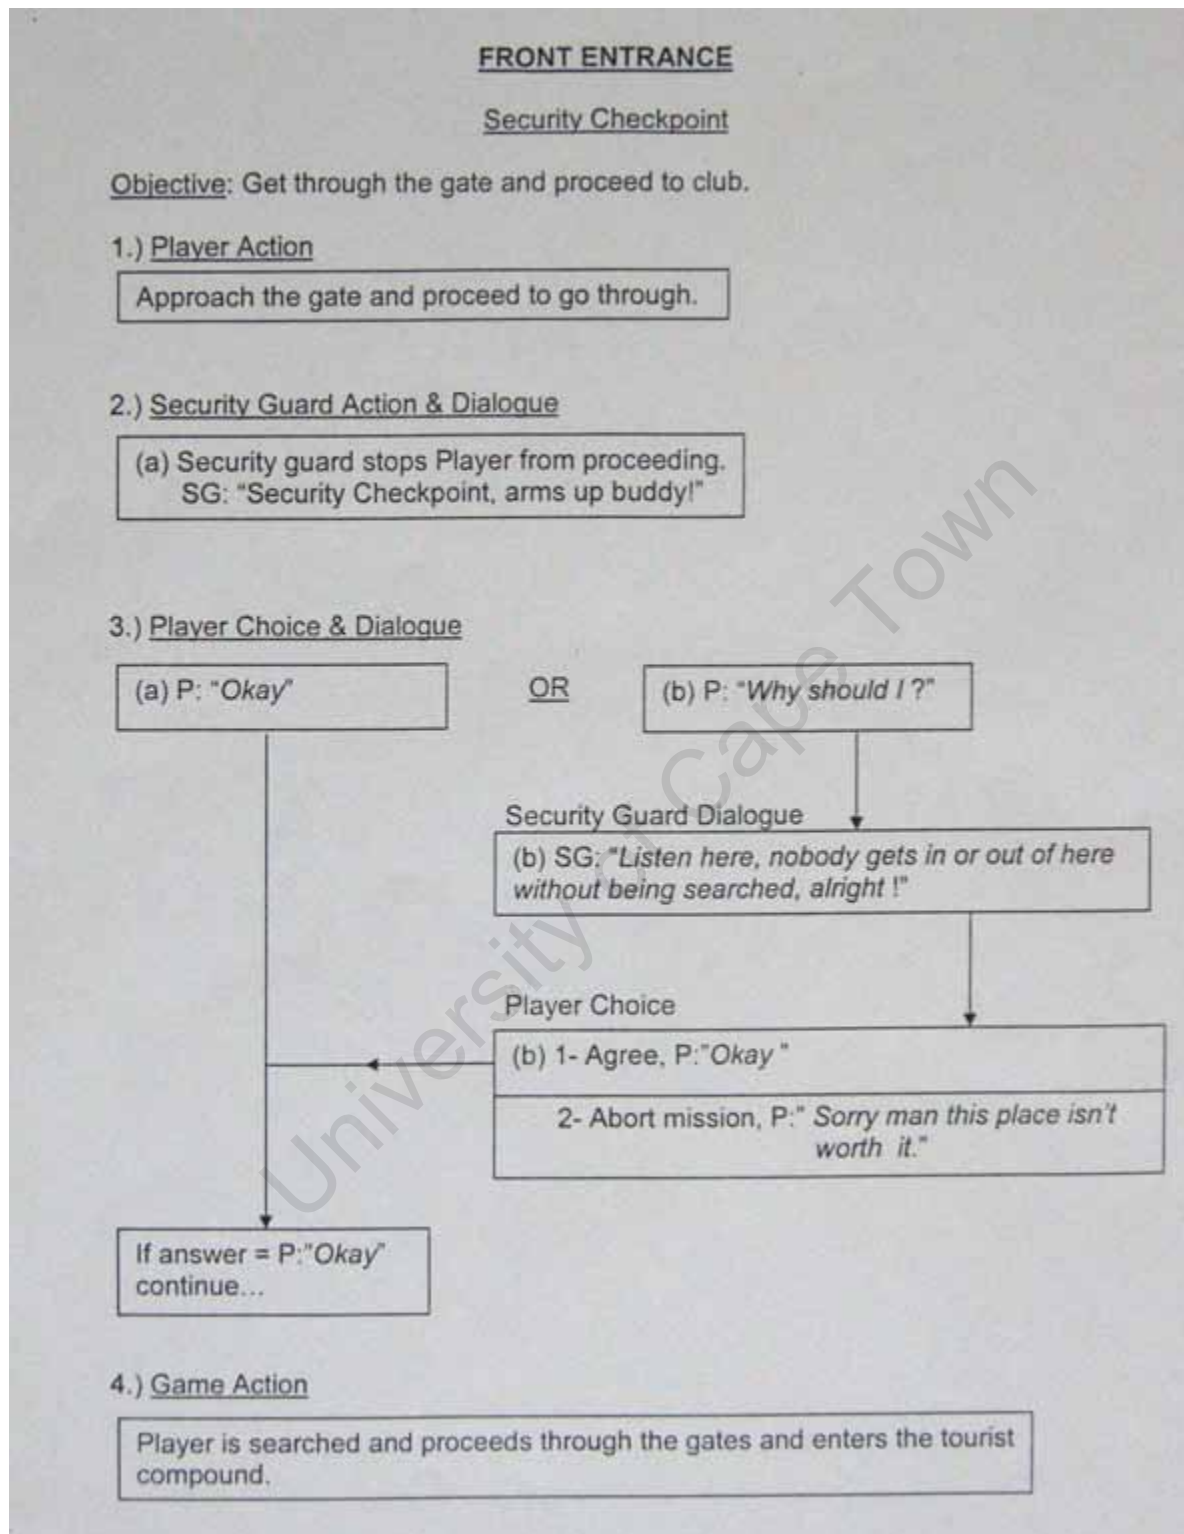 FRONT ENTRANCE
Security Checkpoint
Objective: Get through the gate and proceed to club.
1.) Player Action
Approach the gate and proceed to go through.
2.) Security Guard Action & Dialogue
(a) Security guard stops Player from proceeding.
SG: “Security Checkpoint, arms up buddy!”
3.) Player Choice & Dialogue
(a) P: “Okay”
OR
(b) P: “Why should I ?”
Security Guard Dialogue
(b) SG: “Listen here, nobody gets in or out of here
without being searched, alright !”
Player Choice
(b) 1- Agree, P:”Okay ”
2- Abort mission, P:” Sorry man this place isn’t
worth it.”
If answer = P:”Okay”
continue...
4.) Game Action
Player is searched and proceeds through the gates and enters the tourist
compound.
University of Cape Town